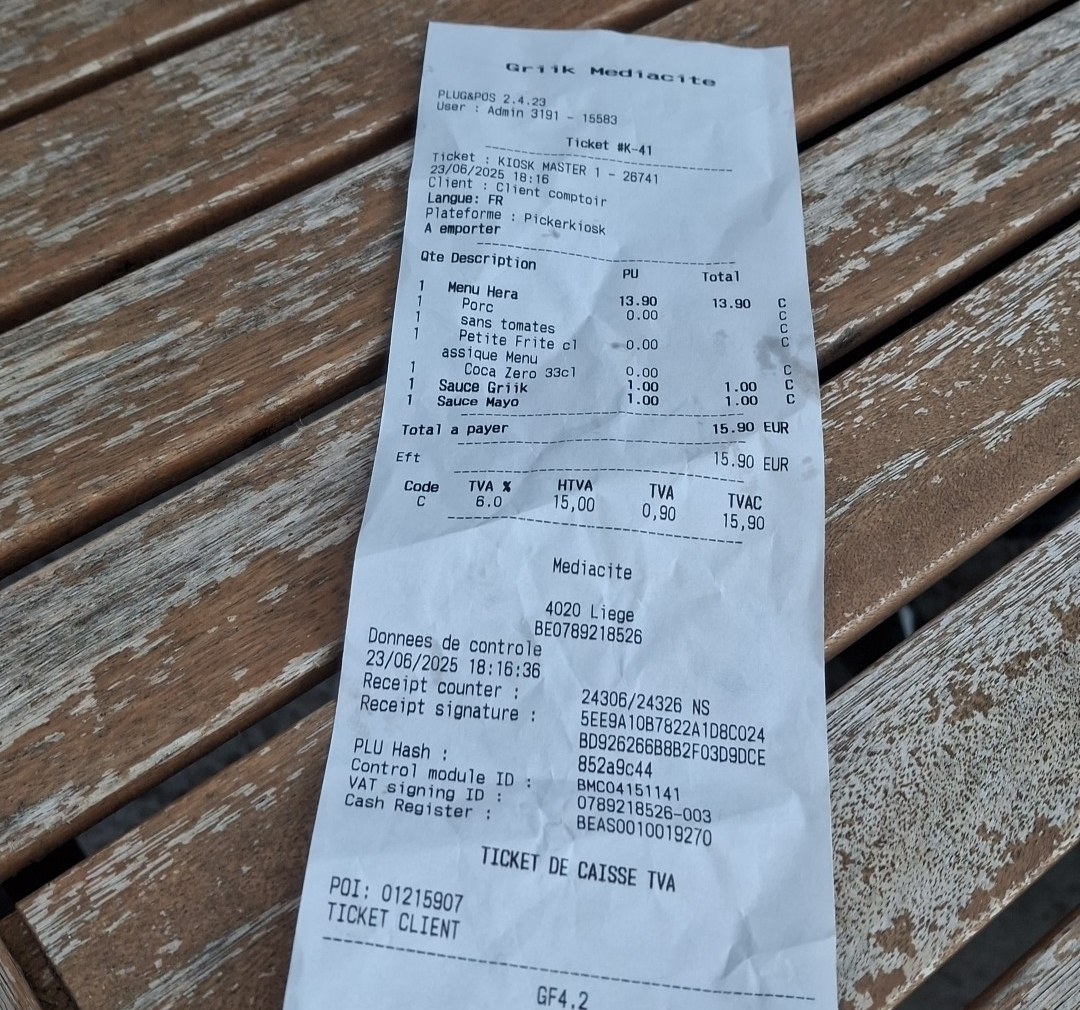 Griik Mediacite
PLUG&POS 2.4.23
User : Admin 3191 - 15583
Ticket #K-41
Ticket : KIOSK MASTER 1 - 26741
23/06/2025 18:16
Client : Client comptoir
Langue: FR
Plateforme : Pickerkiosk
A emporter
Qte Description PU Total
1 Menu Hera 13.90 13.90 C
1 Porc 0.00 C
1 sans tomates C
1 Petite Frite cl 0.00 C
assique Menu
1 Coca Zero 33cl 0.00 C
1 Sauce Griik 1.00 1.00 C
1 Sauce Mayo 1.00 1.00 C
Total a payer 15.90 EUR
Eft 15.90 EUR
Code TVA % HTVA TVA TVAC
C 6.0 15,00 0,90 15,90
Mediacite
4020 Liege
BE0789218526
Donnees de controle
23/06/2025 18:16:36
Receipt counter : 24306/24326 NS
Receipt signature : 5EE9A10B7822A1D8C024
BD926266B8B2F03D9DCE
PLU Hash : 852a9c44
Control module ID : BMC04151141
VAT signing ID : 0789218526-003
Cash Register : BEAS0010019270
TICKET DE CAISSE TVA
POI: 01215907
TICKET CLIENT
GF4.2